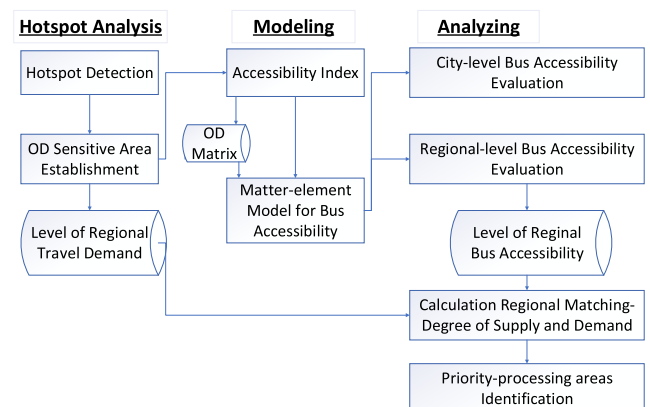 Hotspot Analysis
Modeling
Analyzing
Hotspot Detection
OD Sensitive Area
Establishment
Level of Regional
Travel Demand
Accessibility Index
OD
Matrix
Matter-element
Model for Bus
Accessibility
City-level Bus Accessibility
Evaluation
Regional-level Bus Accessibility
Evaluation
Level of Reginal
Bus Accessibility
Calculation Regional Matching-
Degree of Supply and Demand
Priority-processing areas
Identification